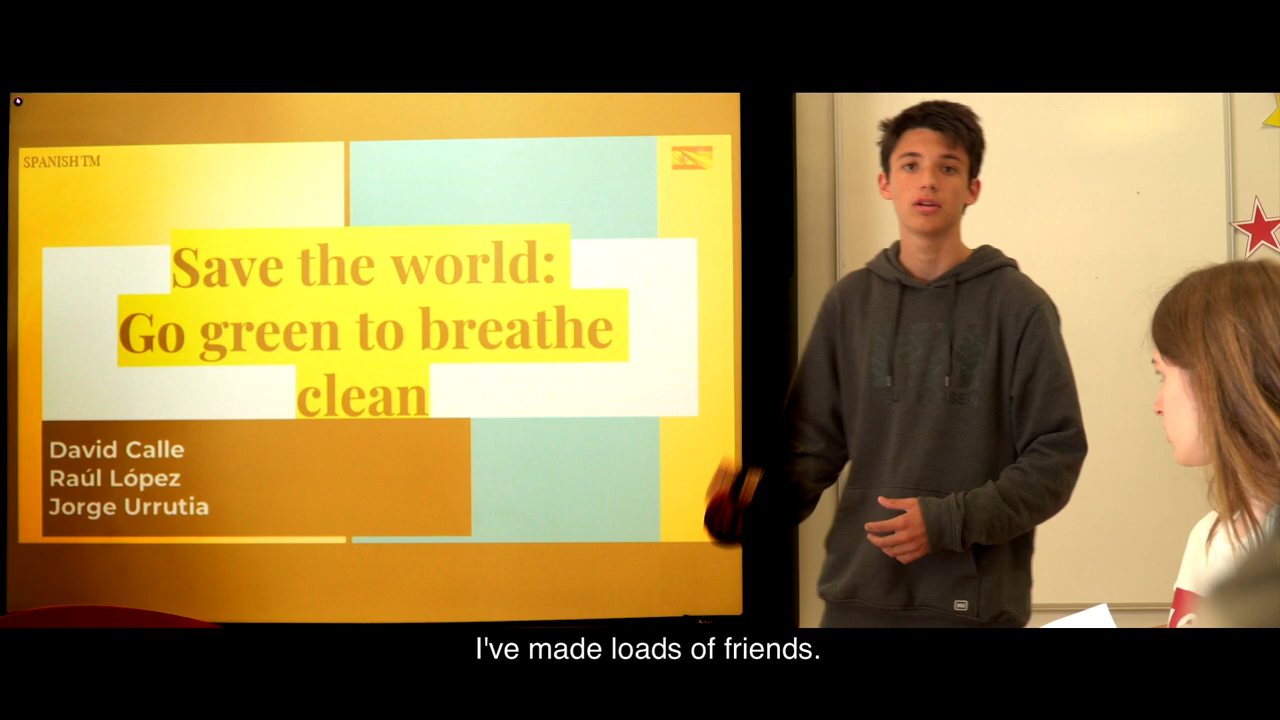 SPANISH TM
Save the world:
Go green to breathe
clean
David Calle
Raúl López
Jorge Urrutia
I've made loads of friends.